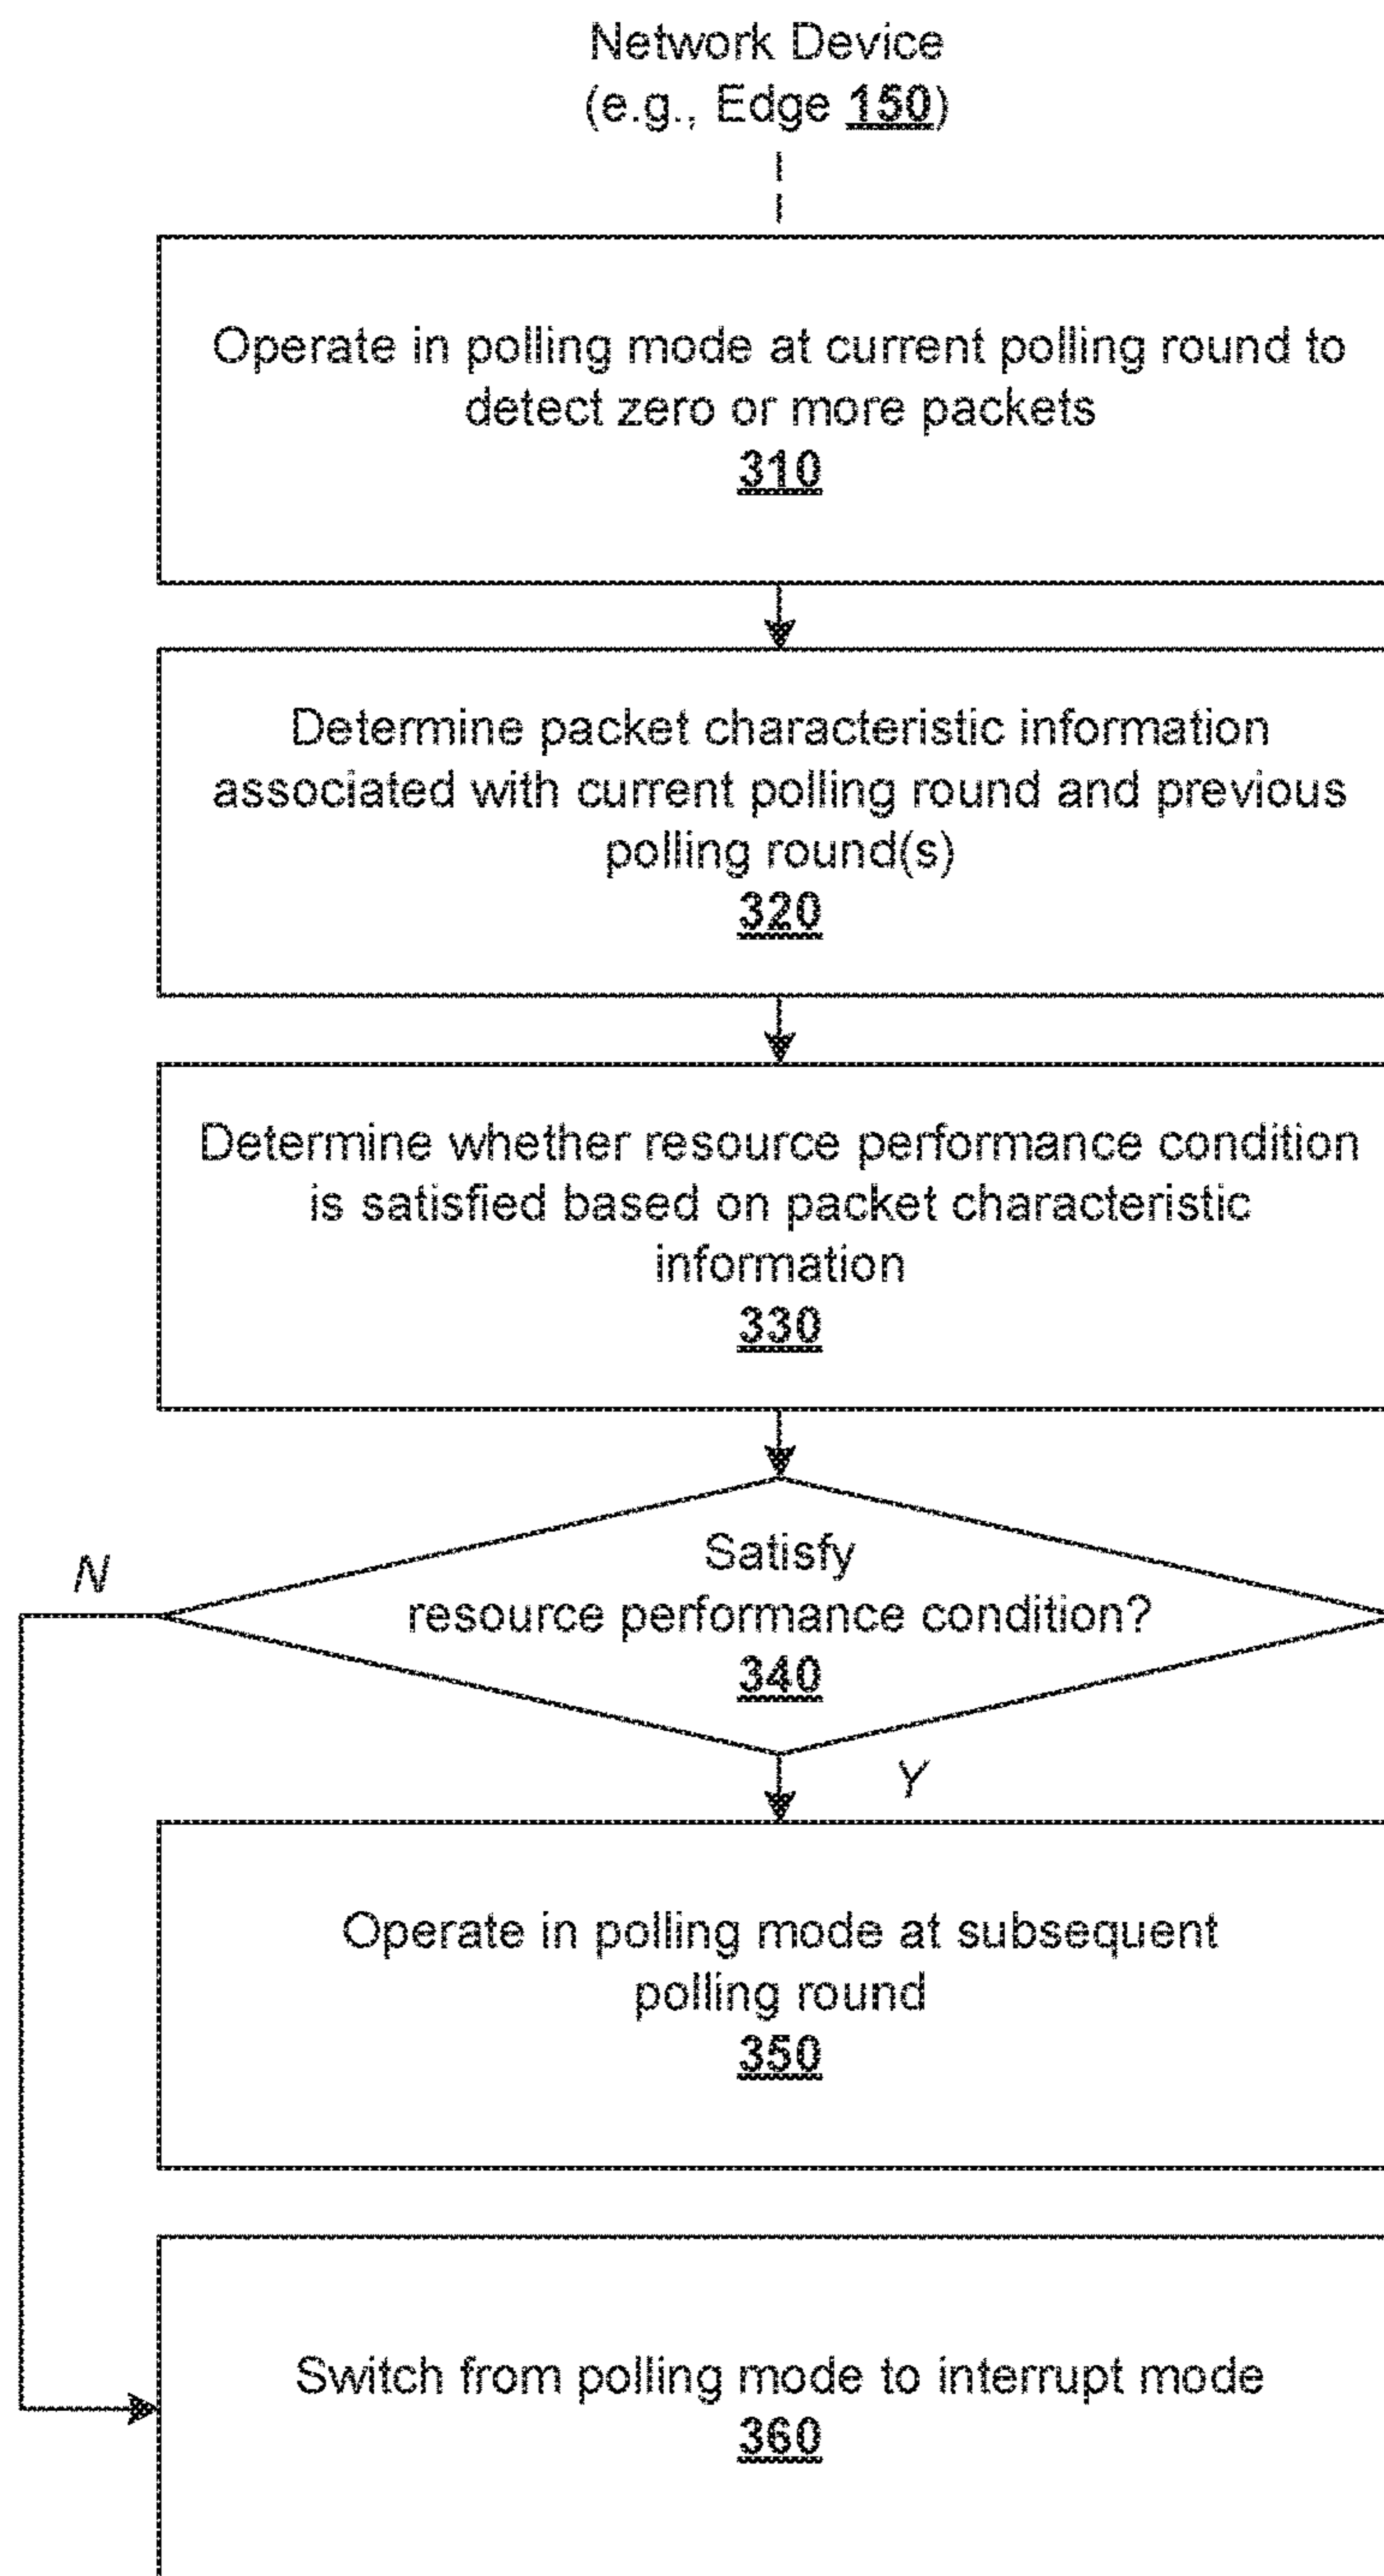 Network Device
(e.g., Edge 150)
Operate in polling mode at current polling round to
detect zero or more packets
310
Determine packet characteristic information
associated with current polling round and previous
polling round(s)
320
Determine whether resource performance condition
is satisfied based on packet characteristic
information
330
N
Satisfy
resource performance condition?
340
Y
Operate in polling mode at subsequent
polling round
350
Switch from polling mode to interrupt mode
360